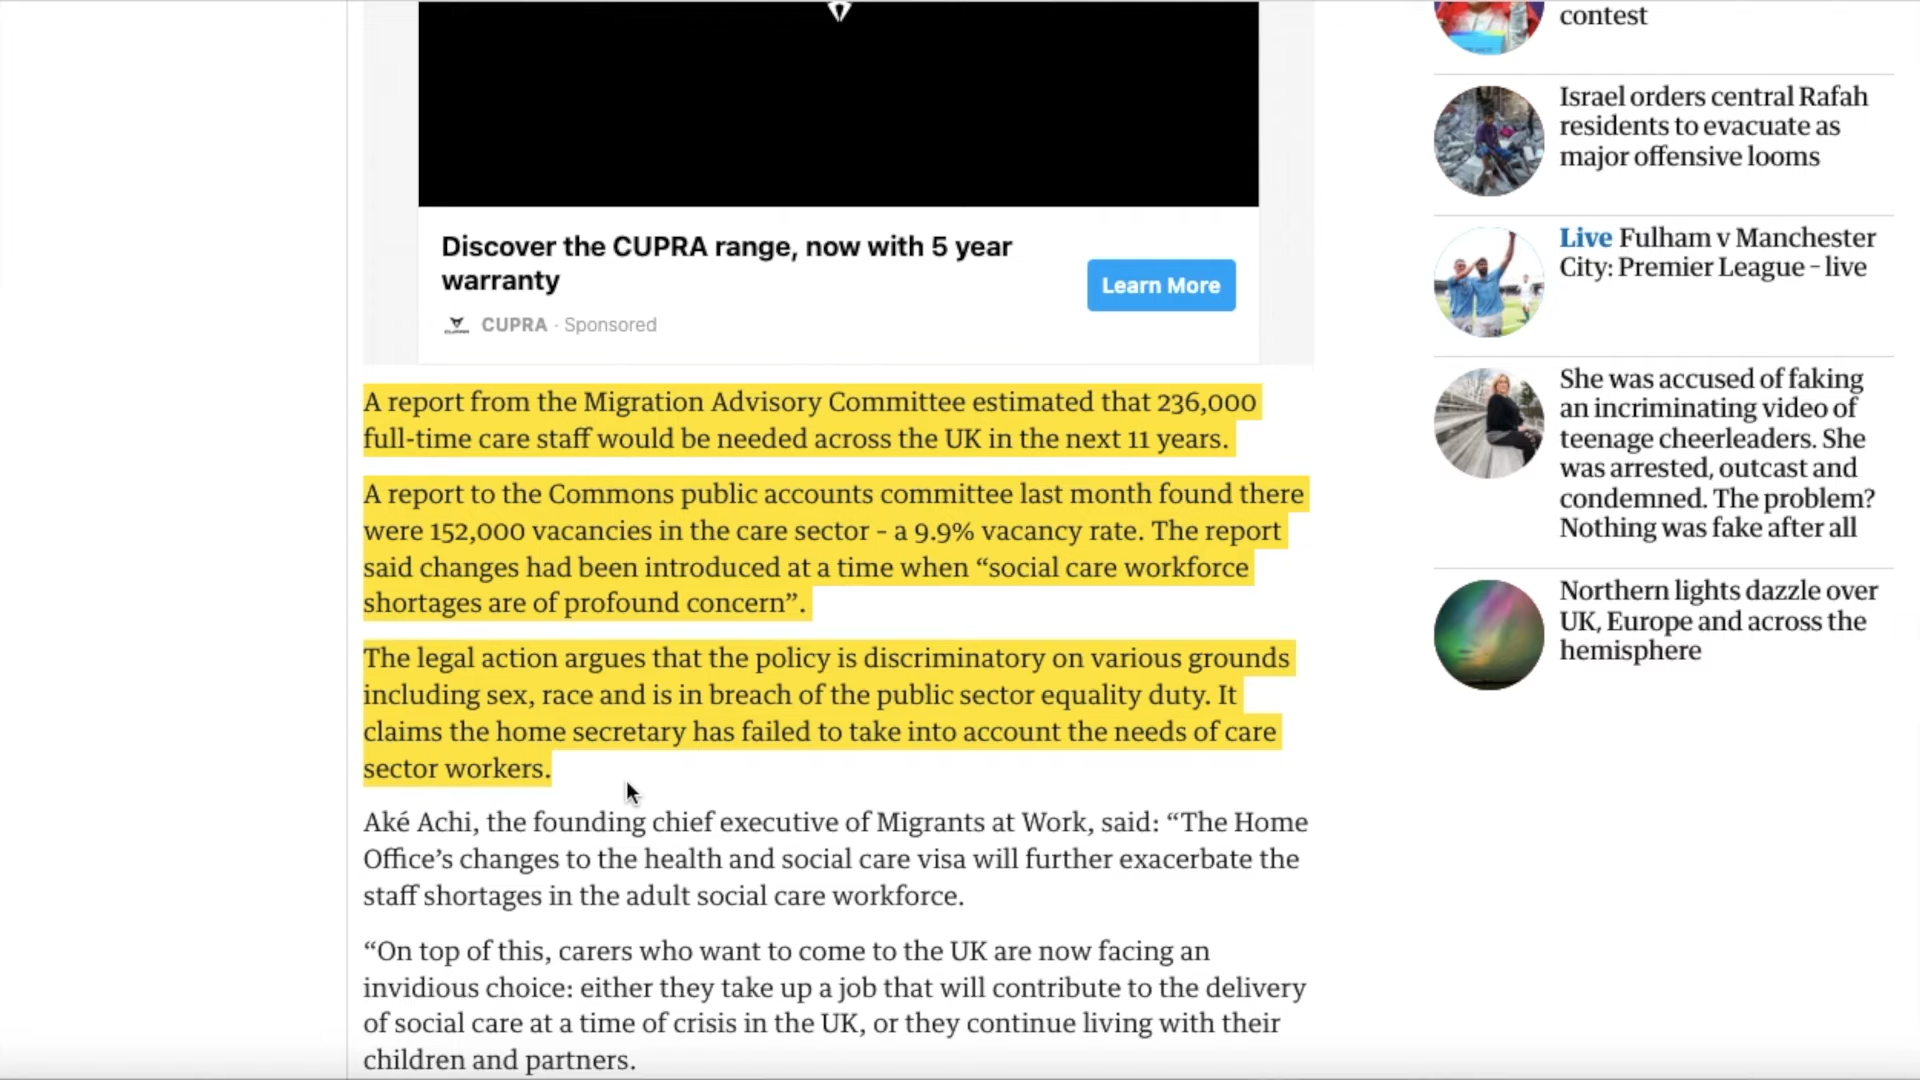 Discover the CUPRA range, now with 5 year
warranty
Learn More
CUPRA · Sponsored
A report from the Migration Advisory Committee estimated that 236,000
full-time care staff would be needed across the UK in the next 11 years.
A report to the Commons public accounts committee last month found there
were 152,000 vacancies in the care sector – a 9.9% vacancy rate. The report
said changes had been introduced at a time when “social care workforce
shortages are of profound concern”.
The legal action argues that the policy is discriminatory on various grounds
including sex, race and is in breach of the public sector equality duty. It
claims the home secretary has failed to take into account the needs of care
sector workers.
Aké Achi, the founding chief executive of Migrants at Work, said: “The Home
Office’s changes to the health and social care visa will further exacerbate the
staff shortages in the adult social care workforce.
“On top of this, carers who want to come to the UK are now facing an
invidious choice: either they take up a job that will contribute to the delivery
of social care at a time of crisis in the UK, or they continue living with their
children and partners.
contest
Israel orders central Rafah
residents to evacuate as
major offensive looms
Live Fulham v Manchester
City: Premier League – live
She was accused of faking
an incriminating video of
teenage cheerleaders. She
was arrested, outcast and
condemned. The problem?
Nothing was fake after all
Northern lights dazzle over
UK, Europe and across the
hemisphere